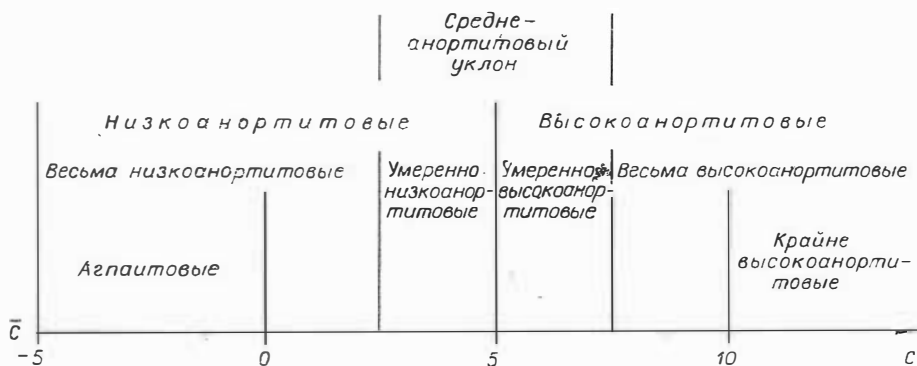 Средне-
анортитовый
уклон
Низкоанортитовые
Высокоанортитовые
Весьма низкоанортитовые
Умеренно-
низкоанор-
титовые
Умеренно
высокоанор-
титовые
Весьма высокоанортитовые
Агпаитовые
Крайне
высокоанорти-
товые
c̄
-5
0
5
10
c